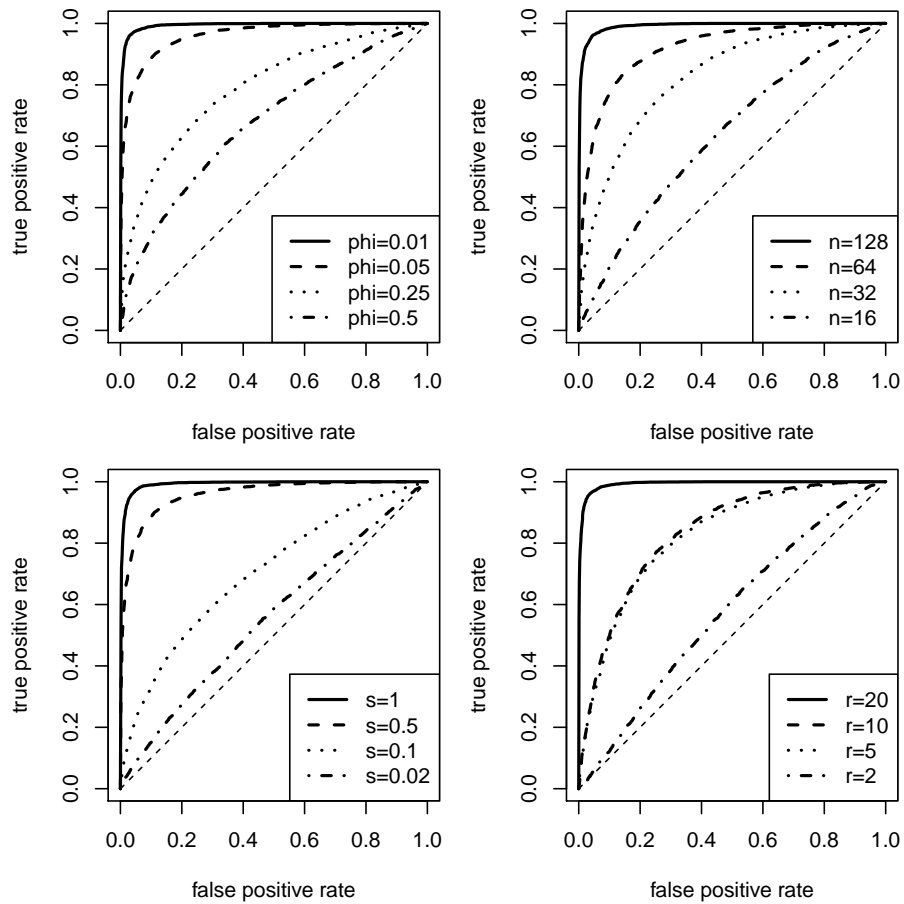 true positive rate
0.0 0.2 0.4 0.6 0.8 1.0
phi=0.01
phi=0.05
phi=0.25
phi=0.5
0.0 0.2 0.4 0.6 0.8 1.0
false positive rate
true positive rate
0.0 0.2 0.4 0.6 0.8 1.0
n=128
n=64
n=32
n=16
0.0 0.2 0.4 0.6 0.8 1.0
false positive rate
true positive rate
0.0 0.2 0.4 0.6 0.8 1.0
s=1
s=0.5
s=0.1
s=0.02
0.0 0.2 0.4 0.6 0.8 1.0
false positive rate
true positive rate
0.0 0.2 0.4 0.6 0.8 1.0
r=20
r=10
r=5
r=2
0.0 0.2 0.4 0.6 0.8 1.0
false positive rate